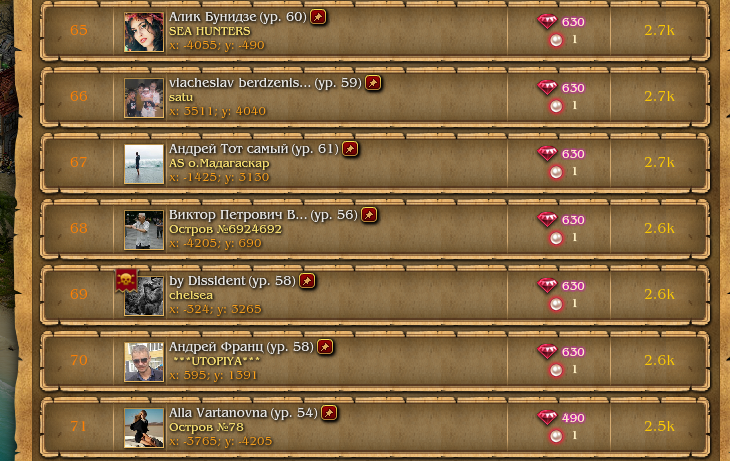 65
Алик Бунидзе (ур. 60)
SEA HUNTERS
x: -4055; y: -490
630
1
2.7k
66
vlacheslav berdzenis... (ур. 59)
satu
x: 3511; y: 4040
630
1
2.7k
67
Андрей Тот самый (ур. 61)
AS о.Мадагаскар
x: -1425; y: 3130
630
1
2.7k
68
Виктор Петрович В... (ур. 56)
Остров №6924692
x: -4205; y: 690
630
1
2.6k
69
by Dissident (ур. 58)
chelsea
x: -324; y: 3265
630
1
2.6k
70
Андрей Франц (ур. 58)
***UTOPIYA***
x: 595; y: 1391
630
1
2.6k
71
Alla Vartanovna (ур. 54)
Остров №78
x: -3765; y: -4205
490
1
2.5k